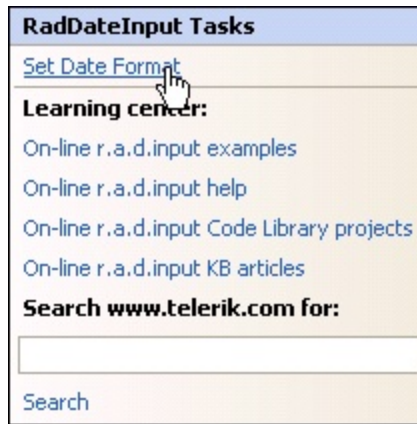 RadDateInput Tasks
Set Date Format
Learning center:
On-line r.a.d.input examples
On-line r.a.d.input help
On-line r.a.d.input Code Library projects
On-line r.a.d.input KB articles
Search www.telerik.com for:
Search